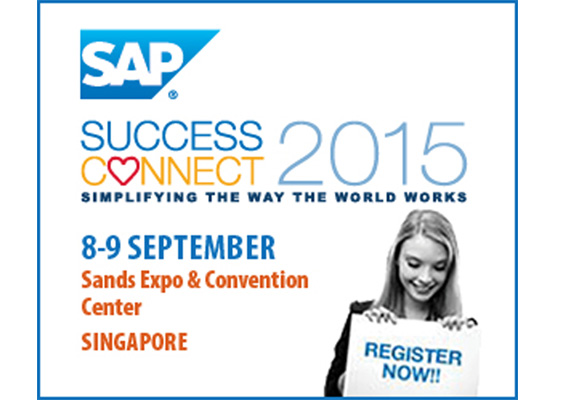 SAP ®
SUCCESS
CONNECT 2015
SIMPLIFYING THE WAY THE WORLD WORKS
8-9 SEPTEMBER
Sands Expo & Convention
Center
SINGAPORE
REGISTER
NOW!!